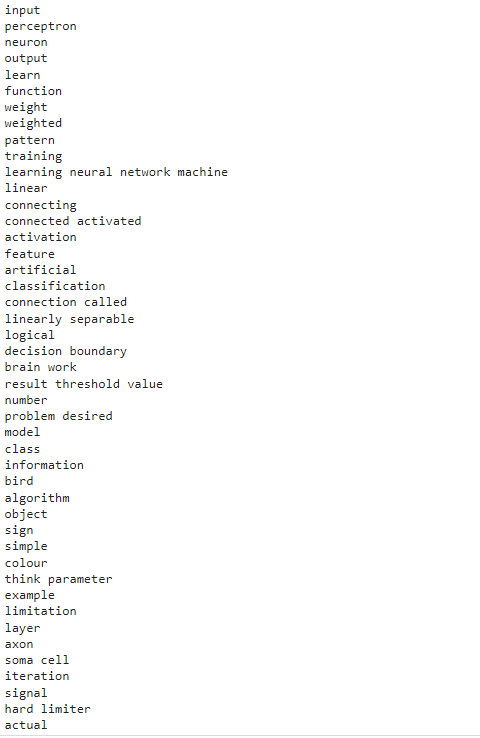 input
perceptron
neuron
output
learn
function
weight
weighted
pattern
training
learning neural network machine
linear
connecting
connected activated
activation
feature
artificial
classification
connection called
linearly separable
logical
decision boundary
brain work
result threshold value
number
problem desired
model
class
information
bird
algorithm
object
sign
simple
colour
think parameter
example
limitation
layer
axon
soma cell
iteration
signal
hard limiter
actual